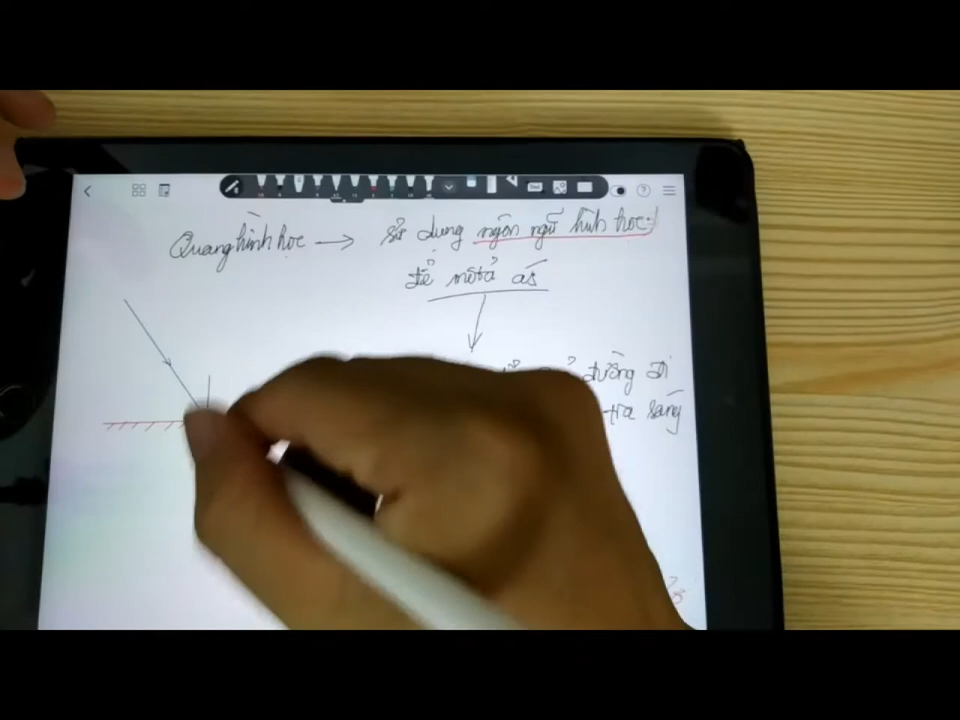 Quang hình học → sử dụng ngôn ngữ hình học
để mô tả ás
đường đi
tia sáng